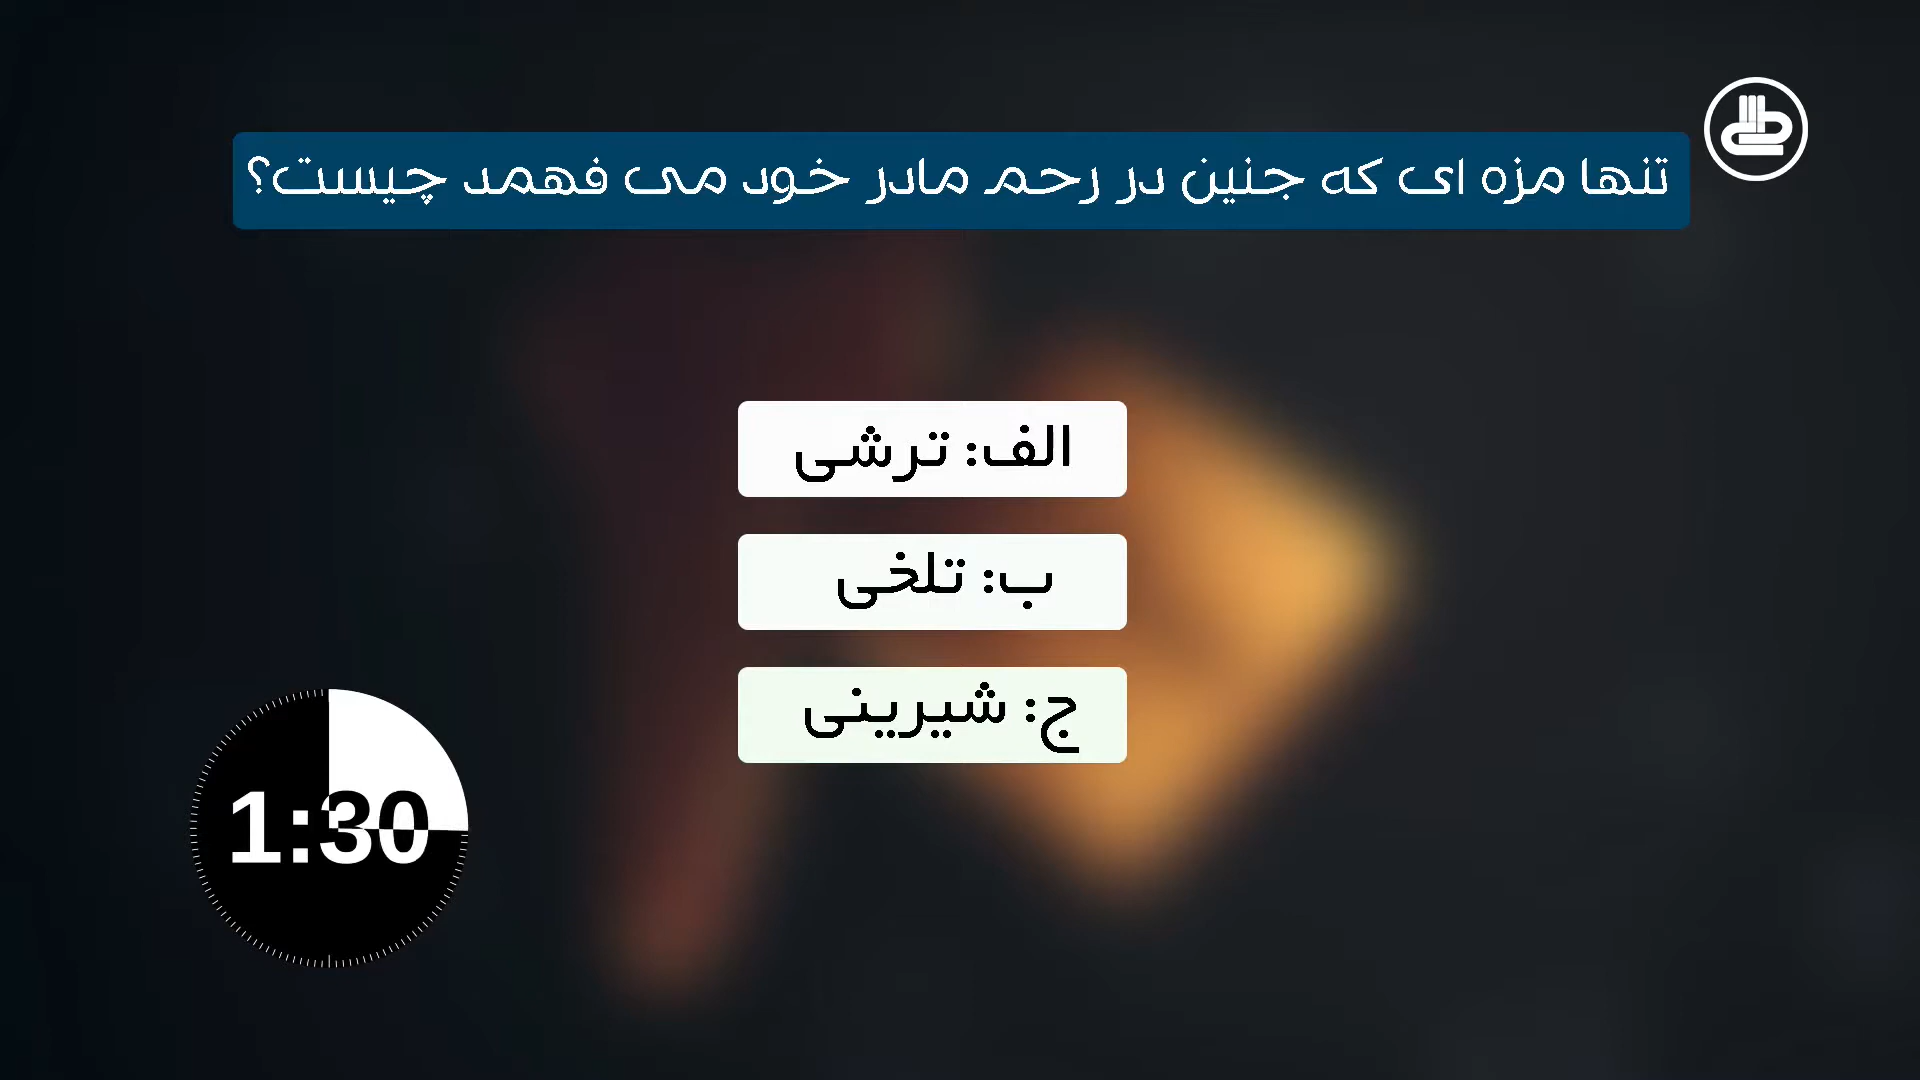 تنها مزه ای که جنین در رحم مادر خود می فهمد چیست؟
الف: ترشی
ب: تلخی
ج: شیرینی
1:30